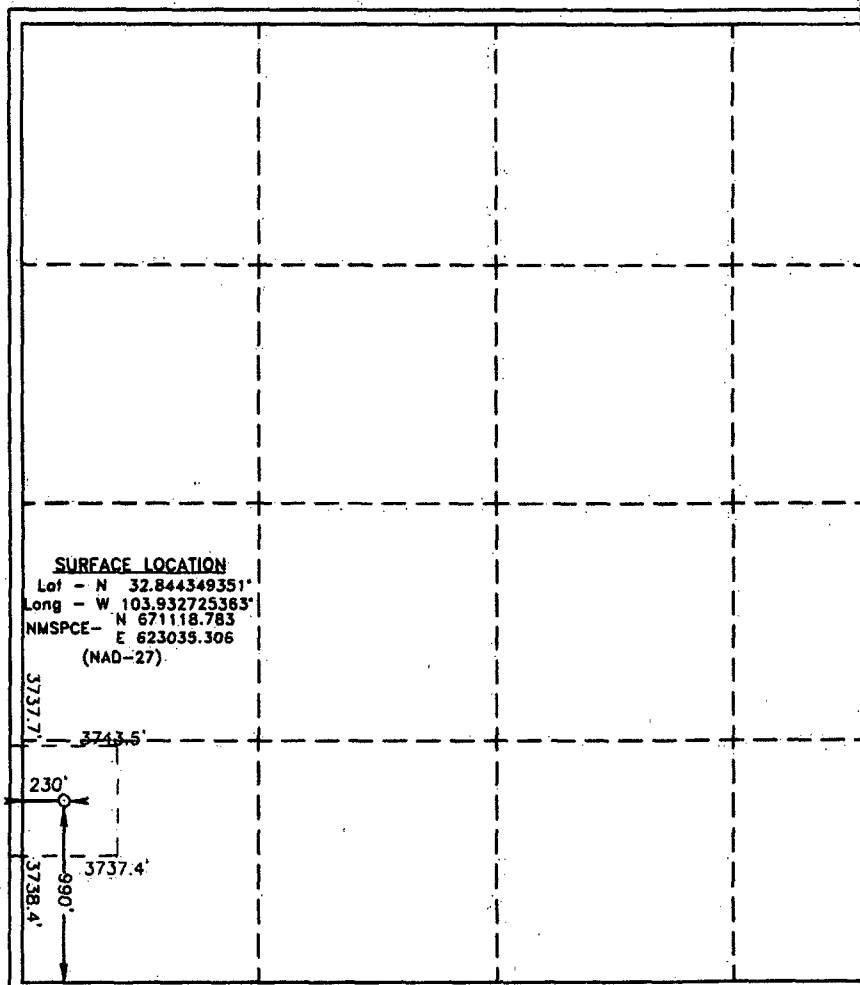 SURFACE LOCATION
Lat - N 32.844349351°
Long - W 103.932725363°
NMSPCE- N 671118.783
E 623035.306
(NAD-27)
3737.7'
3743.5'
230'
3737.4'
3738.4'
990'